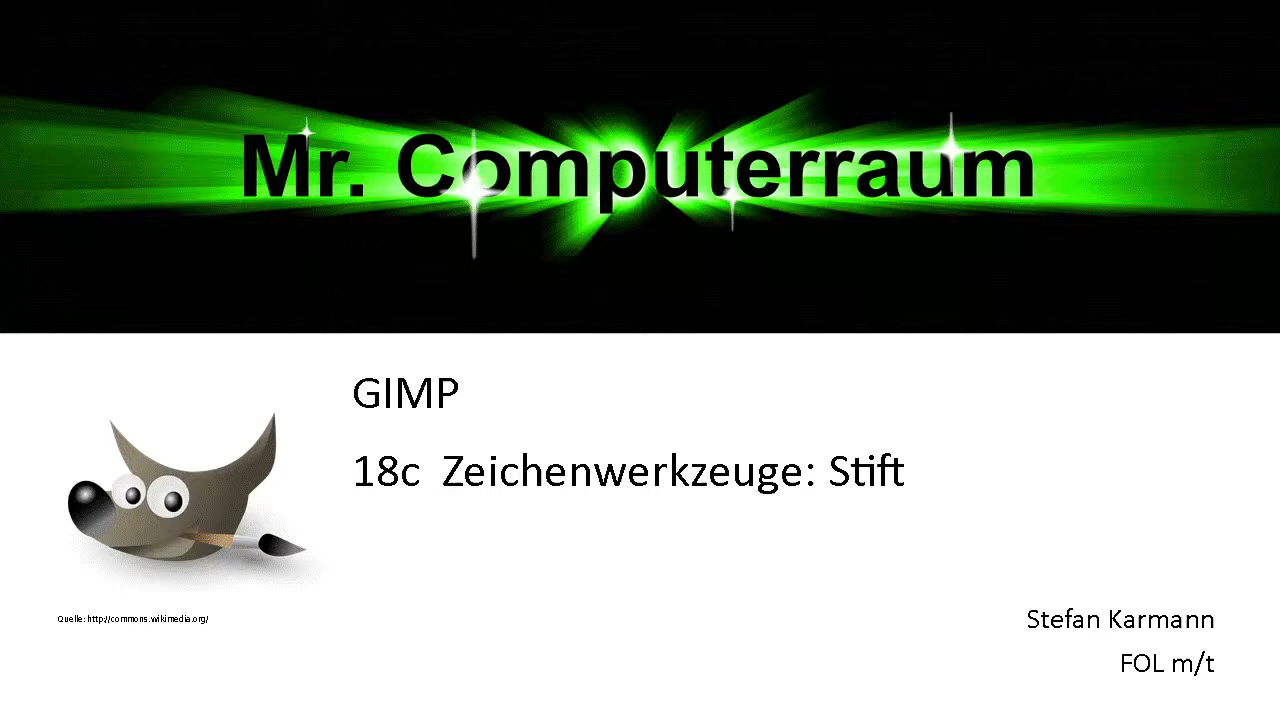 Mr. Computerraum
GIMP
18c Zeichenwerkzeuge: Stift
Quelle: http://commons.wikimedia.org/
Stefan Karmann
FOL m/t